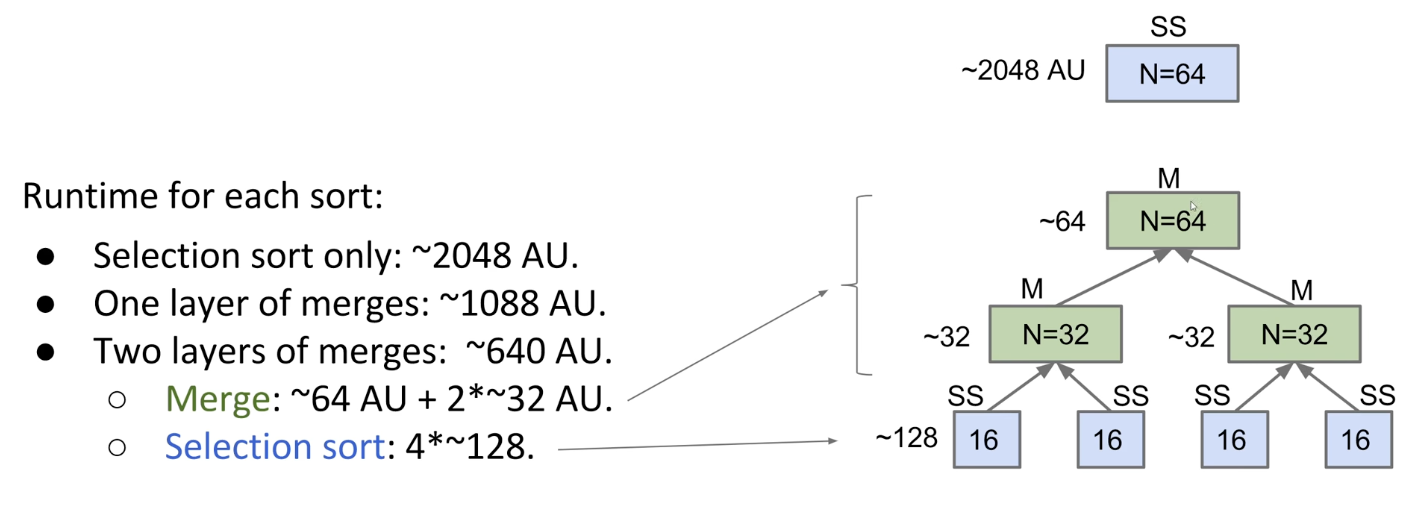 SS
~2048 AU N=64
Runtime for each sort:
● Selection sort only: ~2048 AU.
● One layer of merges: ~1088 AU.
● Two layers of merges: ~640 AU.
○ Merge: ~64 AU + 2*~32 AU.
○ Selection sort: 4*~128.
M
~64 N=64
M M
~32 N=32 ~32 N=32
SS SS SS SS
~128 16 16 16 16